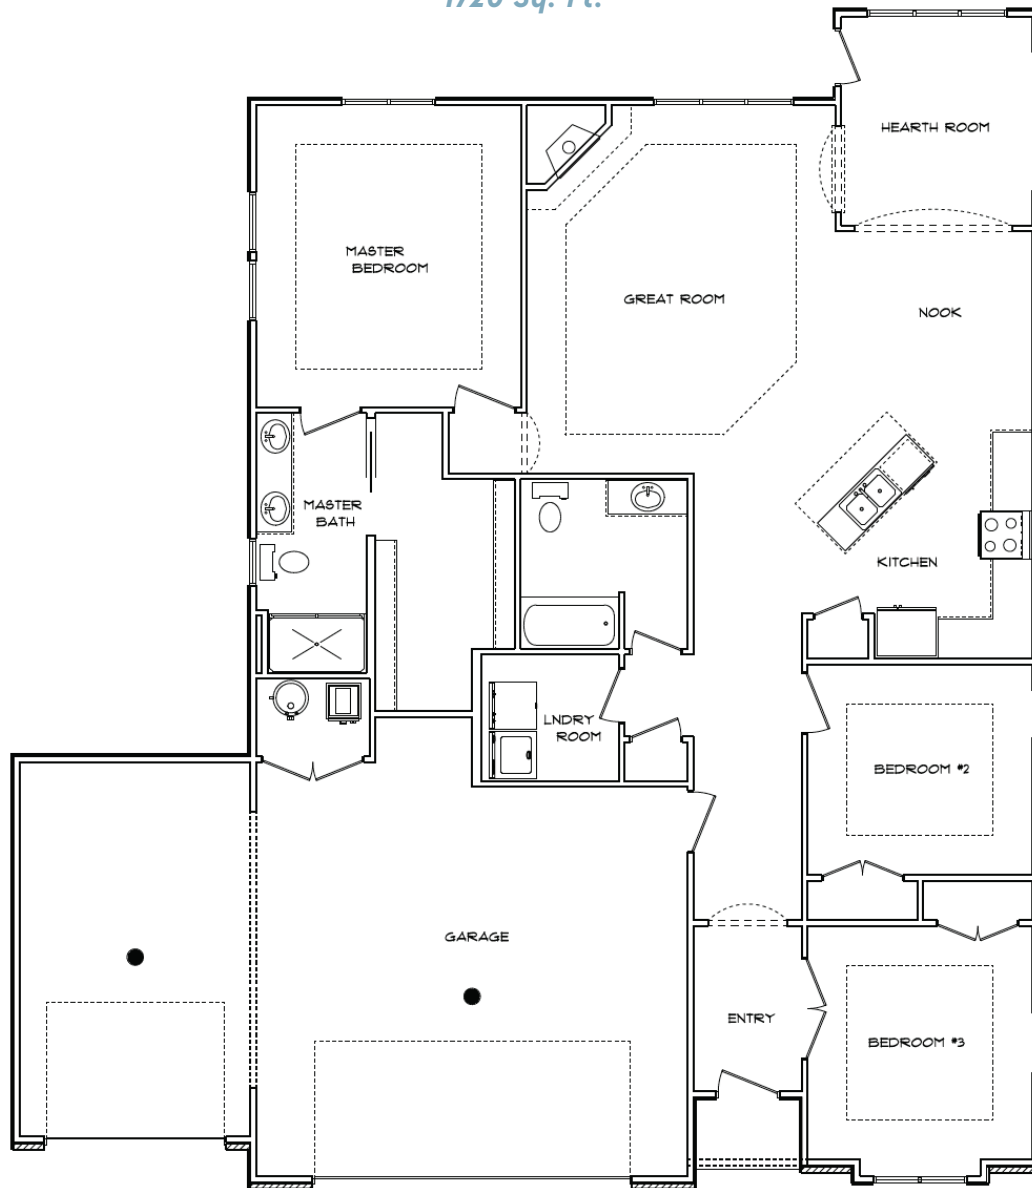 1720 Sq. Ft.
HEARTH ROOM
MASTER
BEDROOM
GREAT ROOM
NOOK
MASTER
BATH
KITCHEN
LNDRY
ROOM
BEDROOM #2
GARAGE
ENTRY
BEDROOM #3